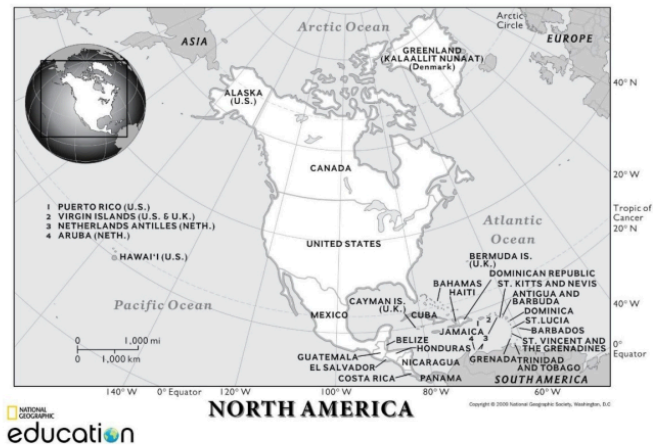 Arctic Ocean
Arctic
Circle
ASIA
EUROPE
GREENLAND
(KALAALLIT NUNAAT)
(Denmark)
40° N
ALASKA
(U.S.)
CANADA
20° W
1 PUERTO RICO (U.S.)
2 VIRGIN ISLANDS (U.S. & U.K.)
3 NETHERLANDS ANTILLES (NETH.)
4 ARUBA (NETH.)
Tropic of
Cancer
20° N
Atlantic
Ocean
UNITED STATES
HAWAI'I (U.S.)
BERMUDA IS.
(U.K.)
DOMINICAN REPUBLIC
BAHAMAS
ST. KITTS AND NEVIS
HAITI
ANTIGUA AND
BARBUDA
CAYMAN IS.
(U.K.)
Pacific Ocean
40° W
MEXICO
CUBA
DOMINICA
1 2
ST.LUCIA
JAMAICA
BARBADOS
4 3
BELIZE
ST. VINCENT AND
THE GRENADINES
0°
Equator
0 1,000 mi
0 1,000 km
HONDURAS
4
GUATEMALA
NICARAGUA
GRENADA
TRINIDAD
AND TOBAGO
EL SALVADOR
COSTA RICA
PANAMA
SOUTH AMERICA
140° W
0° Equator
120° W
100° W
80° W
60° W
NATIONAL
GEOGRAPHIC
education
NORTH AMERICA